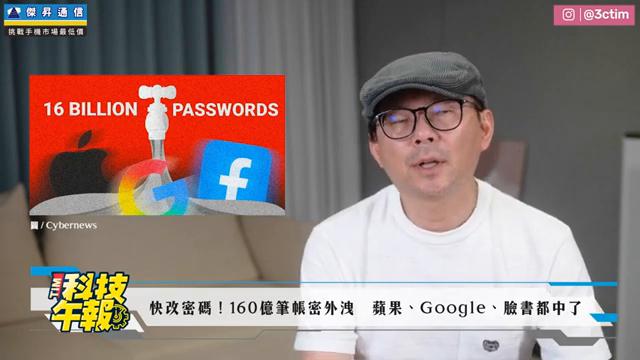 傑昇通信
挑戰手機市場最低價
@3ctim
16 BILLION PASSWORDS
圖 / Cybernews
科技午報
快改密碼！160億筆帳密外洩 蘋果、Google、臉書都中了